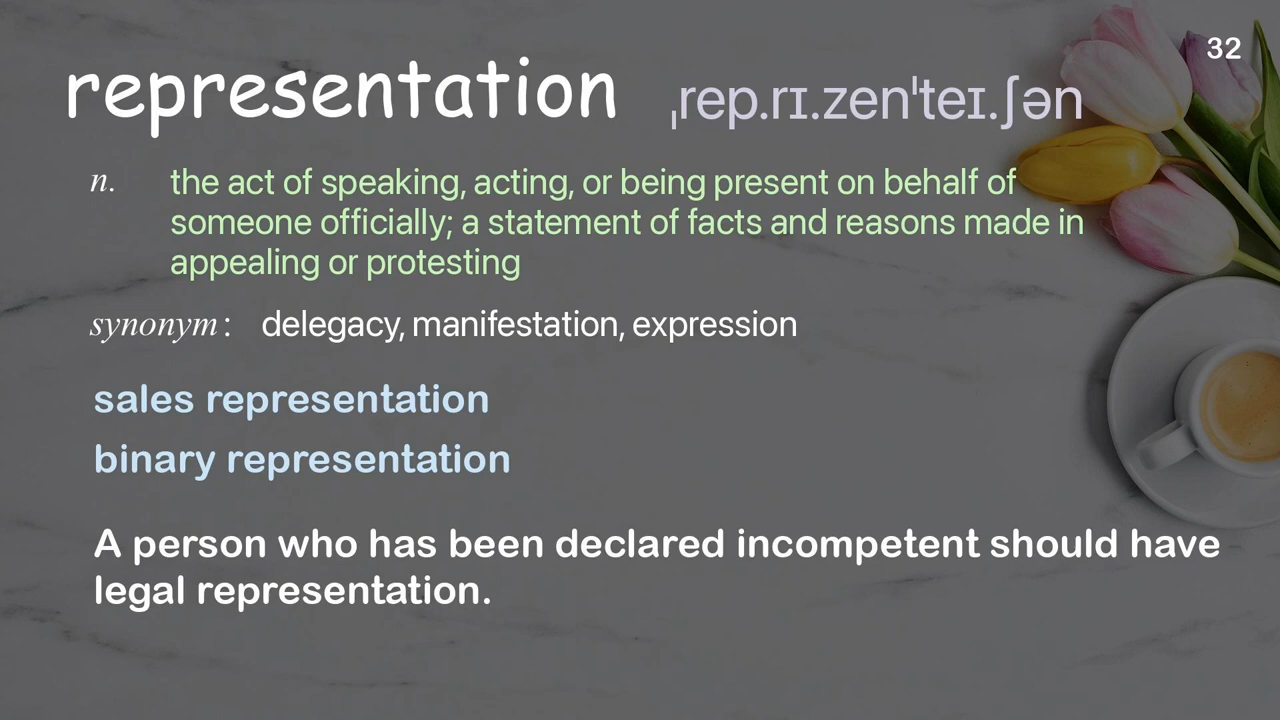 32
representation ˌrep.rɪ.zenˈteɪ.ʃən
n. the act of speaking, acting, or being present on behalf of
someone officially; a statement of facts and reasons made in
appealing or protesting
synonym: delegacy, manifestation, expression
sales representation
binary representation
A person who has been declared incompetent should have
legal representation.